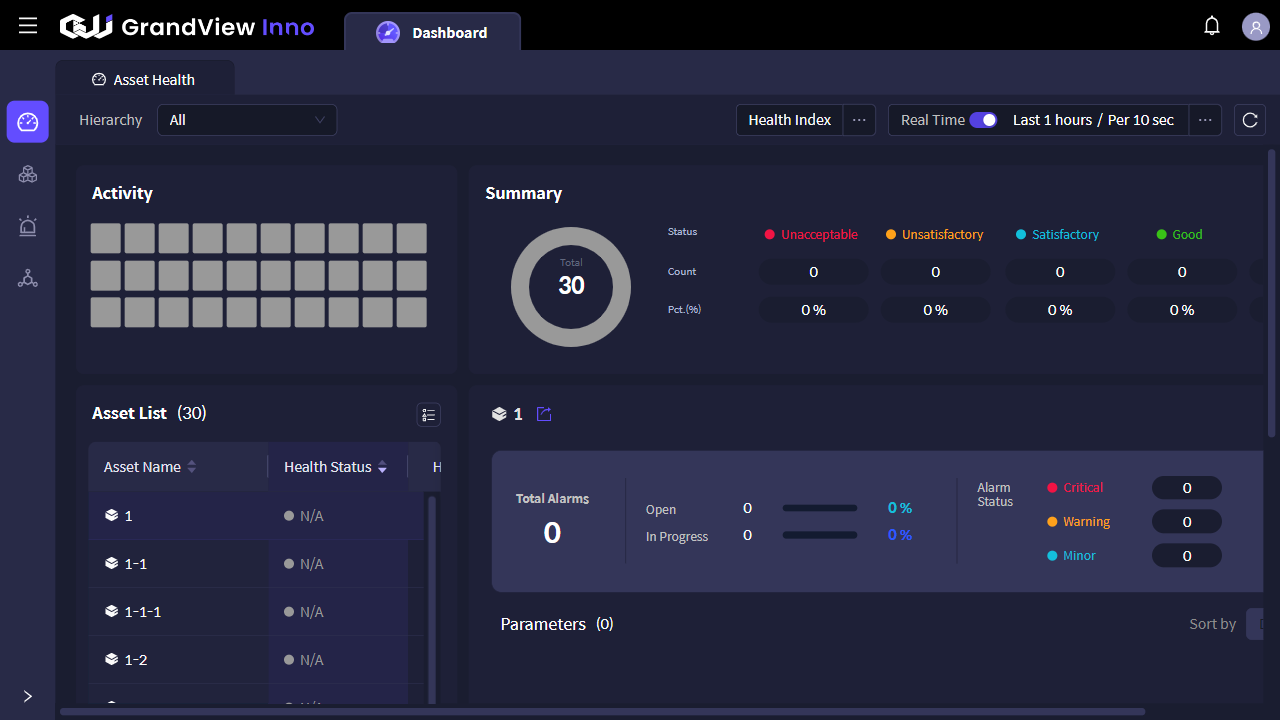 GrandView Inno
Dashboard
Asset Health
Hierarchy
All
Health Index
Real Time
Last 1 hours / Per 10 sec
Activity
Summary
Total
30
Status
Unacceptable
Unsatisfactory
Satisfactory
Good
Count
0
0
0
0
Pct.(%)
0 %
0 %
0 %
0 %
Asset List (30)
Asset Name
Health Status
H
1
N/A
1-1
N/A
1-1-1
N/A
1-2
N/A
1
Total Alarms
0
Open
0
0 %
In Progress
0
0 %
Alarm
Status
Critical
0
Warning
0
Minor
0
Parameters (0)
Sort by